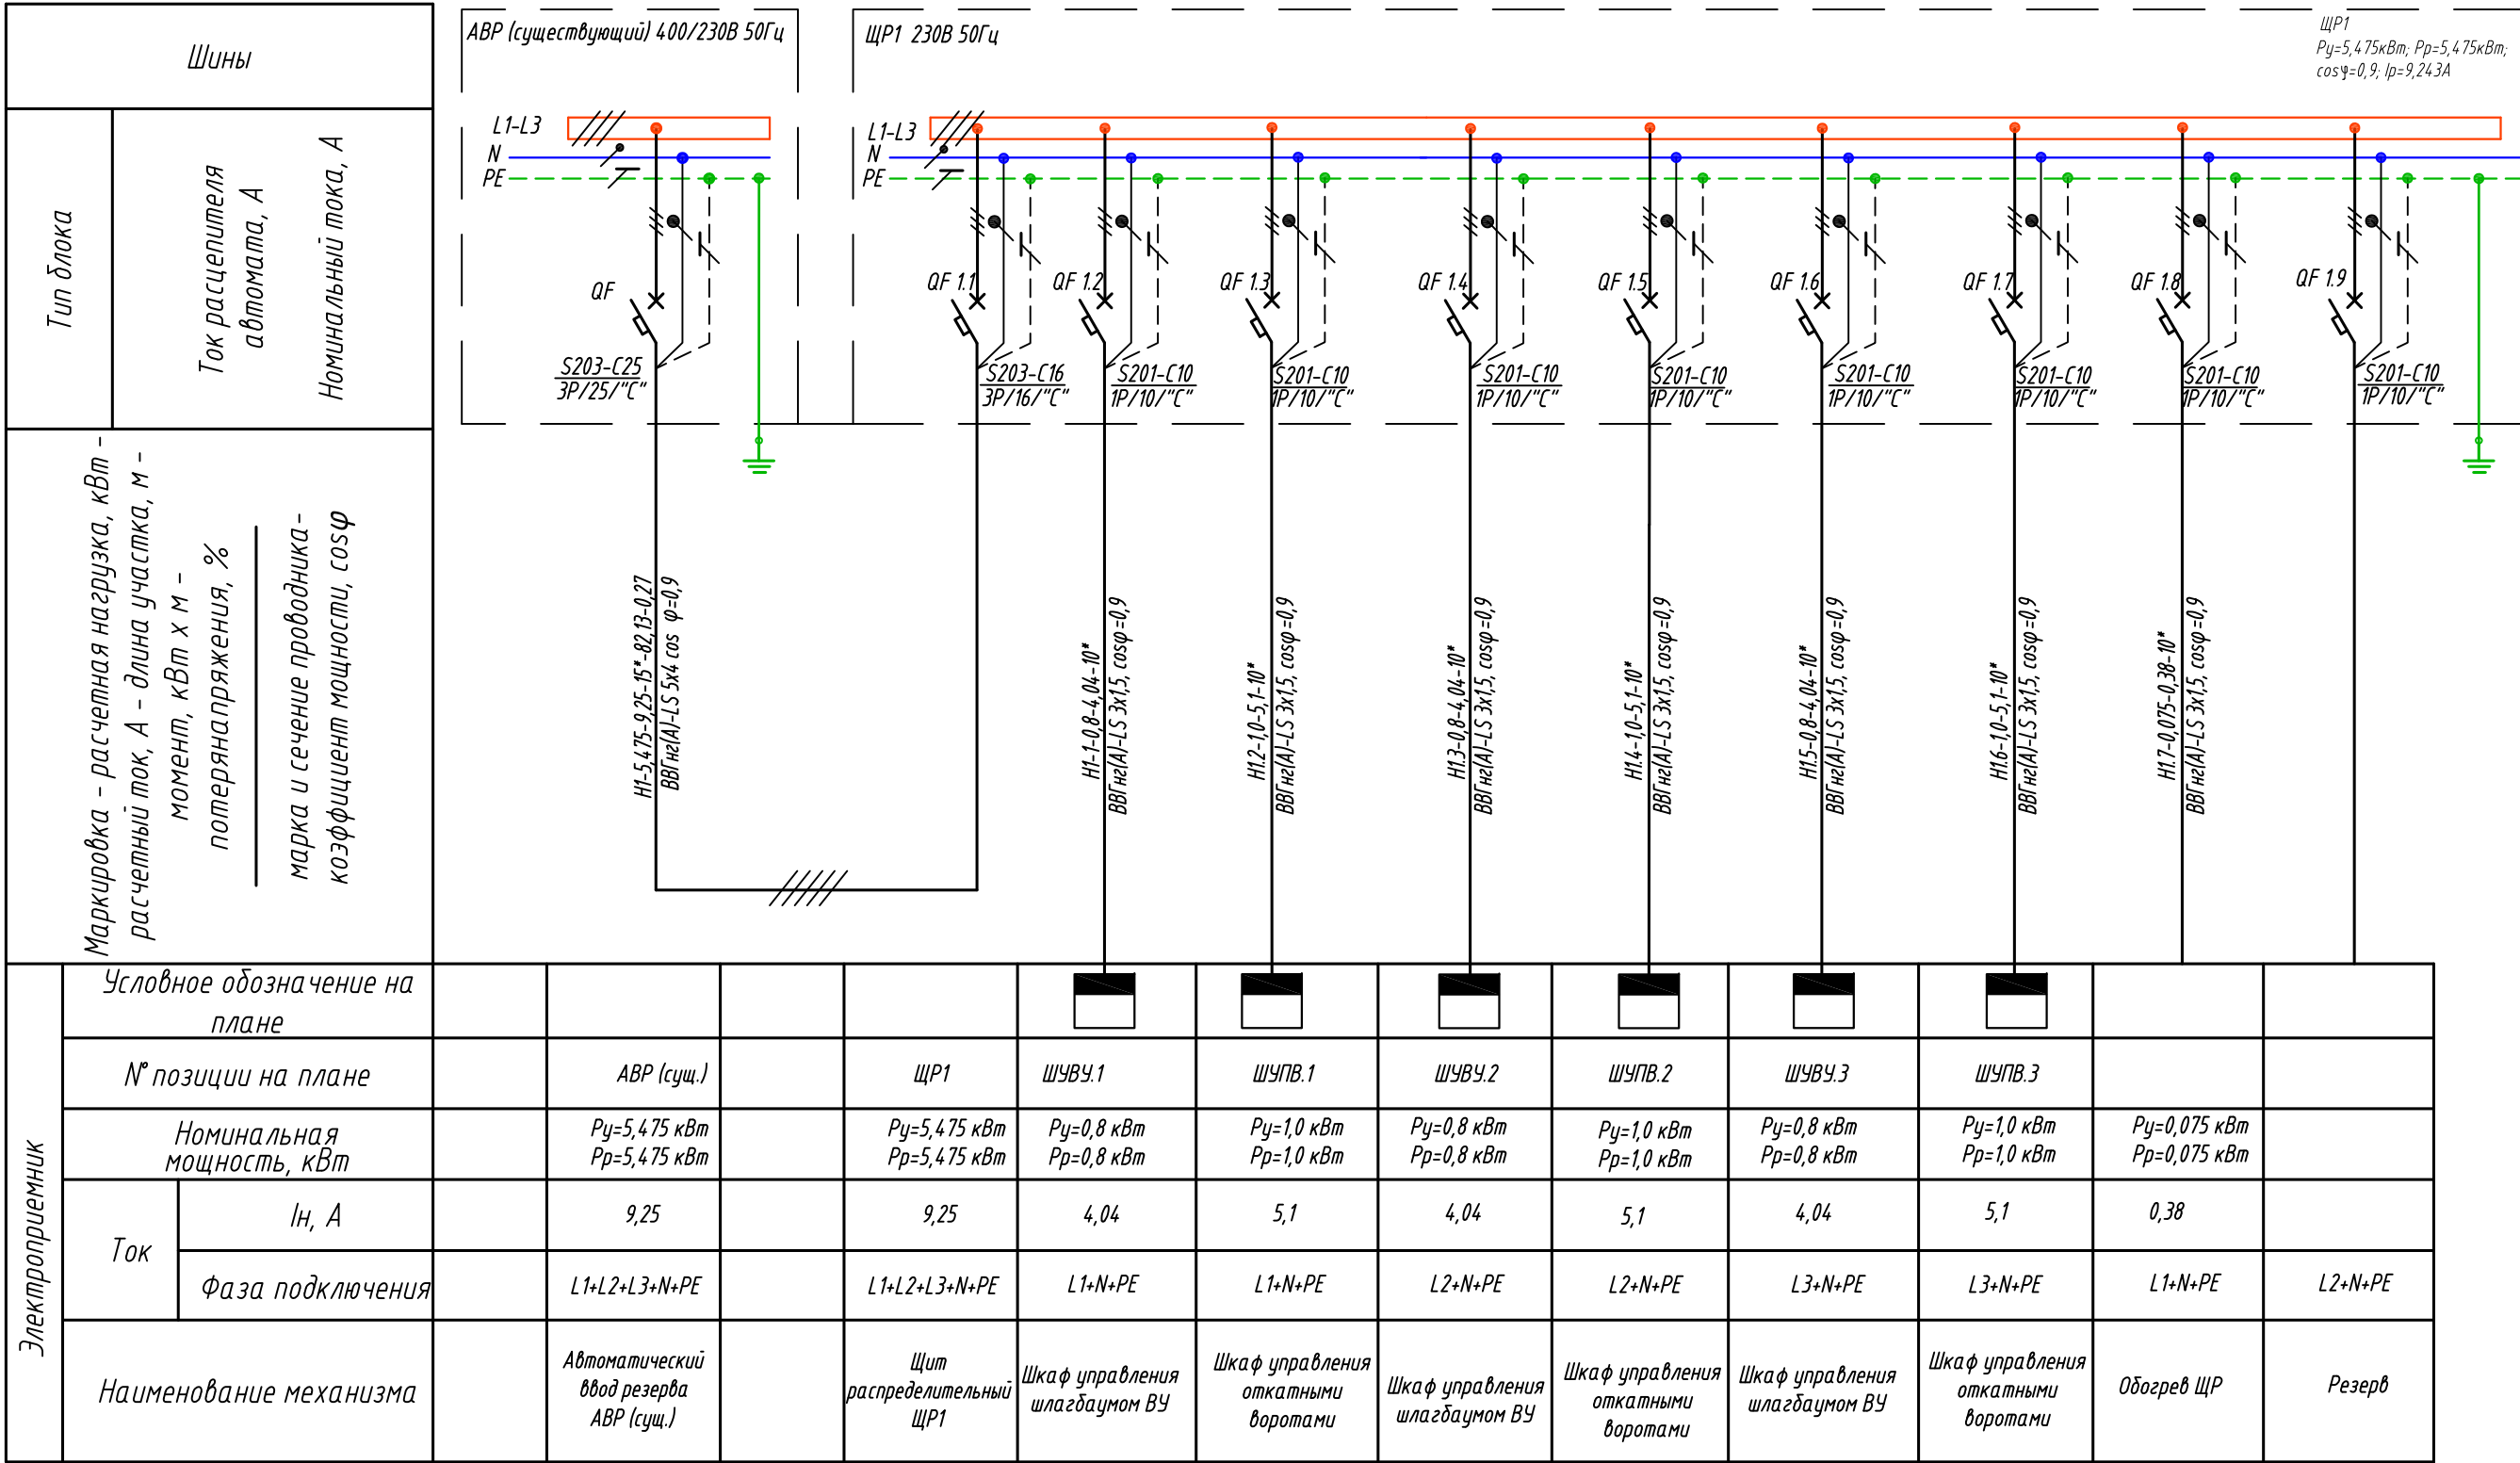 Шины
Тип блока
Ток расцепителя
автомата, А
Номинальный тока, А
Маркировка - расчетная нагрузка, кВт -
расчетный ток, А - длина участка, м -
момент, кВт х м -
потерянапряжения, %
марка и сечение проводника-
коэффициент мощности, cosφ
АВР (существующий) 400/230В 50Гц
L1-L3
N
PE
QF
S203-C25
3P/25/"C"
Н1-5,475-9,25-15*-82,13-0,27
ВВГнг(А)-LS 5х4 cos φ=0,9
ЩР1 230В 50Гц
ЩР1
Ру=5,475кВт; Рр=5,475кВт;
cosφ=0,9; Iр=9,243А
L1-L3
N
PE
QF 1.1
S203-C16
3P/16/"C"
QF 1.2
S201-C10
1P/10/"C"
QF 1.3
S201-C10
1P/10/"C"
QF 1.4
S201-C10
1P/10/"C"
QF 1.5
S201-C10
1P/10/"C"
QF 1.6
S201-C10
1P/10/"C"
QF 1.7
S201-C10
1P/10/"C"
QF 1.8
S201-C10
1P/10/"C"
QF 1.9
S201-C10
1P/10/"C"
Н1-1-0,8-4,04-10*
ВВГнг(А)-LS 3х1,5, cosφ=0,9
Н1.2-1,0-5,1-10*
ВВГнг(А)-LS 3х1,5, cosφ=0,9
Н1.3-0,8-4,04-10*
ВВГнг(А)-LS 3х1,5, cosφ=0,9
Н1.4-1,0-5,1-10*
ВВГнг(А)-LS 3х1,5, cosφ=0,9
Н1.5-0,8-4,04-10*
ВВГнг(А)-LS 3х1,5, cosφ=0,9
Н1.6-1,0-5,1-10*
ВВГнг(А)-LS 3х1,5, cosφ=0,9
Н1.7-0,075-0,38-10*
ВВГнг(А)-LS 3х1,5, cosφ=0,9
Электроприемник
Условное обозначение на
плане
N° позиции на плане
АВР (сущ.)
ЩР1
ШУВУ.1
ШУПВ.1
ШУВУ.2
ШУПВ.2
ШУВУ.3
ШУПВ.3
Номинальная
мощность, кВт
Ру=5,475 кВт
Рр=5,475 кВт
Ру=5,475 кВт
Рр=5,475 кВт
Ру=0,8 кВт
Рр=0,8 кВт
Ру=1,0 кВт
Рр=1,0 кВт
Ру=0,8 кВт
Рр=0,8 кВт
Ру=1,0 кВт
Рр=1,0 кВт
Ру=0,8 кВт
Рр=0,8 кВт
Ру=1,0 кВт
Рр=1,0 кВт
Ру=0,075 кВт
Рр=0,075 кВт
Ток
Iн, А
9,25
9,25
4,04
5,1
4,04
5,1
4,04
5,1
0,38
Фаза подключения
L1+L2+L3+N+PE
L1+L2+L3+N+PE
L1+N+PE
L1+N+PE
L2+N+PE
L2+N+PE
L3+N+PE
L3+N+PE
L1+N+PE
L2+N+PE
Наименование механизма
Автоматический
ввод резерва
АВР (сущ.)
Щит
распределительный
ЩР1
Шкаф управления
шлагбаумом ВУ
Шкаф управления
откатными
воротами
Шкаф управления
шлагбаумом ВУ
Шкаф управления
откатными
воротами
Шкаф управления
шлагбаумом ВУ
Шкаф управления
откатными
воротами
Обогрев ЩР
Резерв